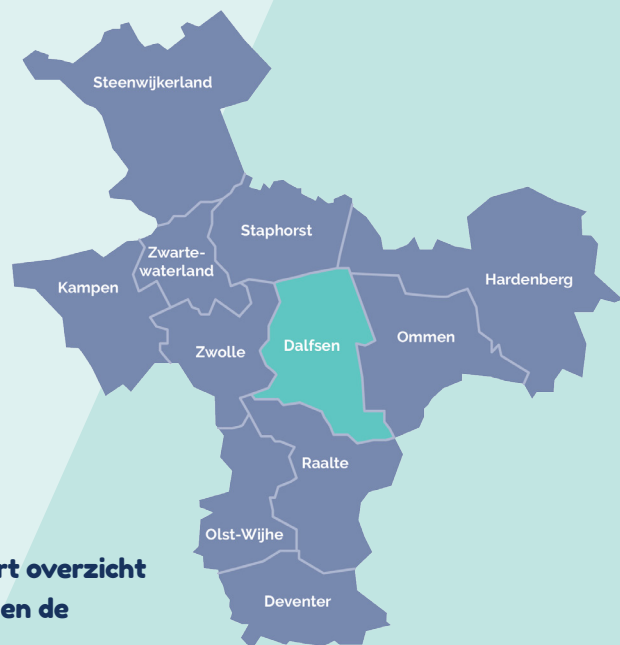 Steenwijkerland
Staphorst
Zwarte-
waterland
Hardenberg
Kampen
Ommen
Dalfsen
Zwolle
Raalte
Olst-Wijhe
rt overzicht
Deventer
en de